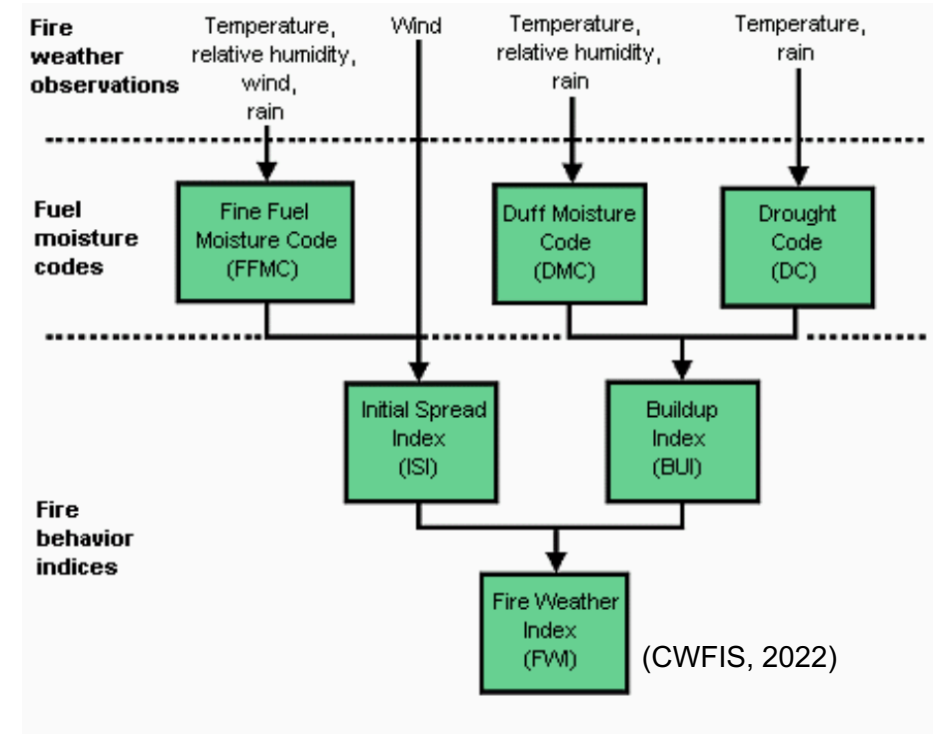 Fire
weather
observations
Temperature,
relative humidity,
wind,
rain
Wind
Temperature,
relative humidity,
rain
Temperature,
rain
Fuel
moisture
codes
Fine Fuel
Moisture Code
(FFMC)
Duff Moisture
Code
(DMC)
Drought
Code
(DC)
Fire
behavior
indices
Initial Spread
Index
(ISI)
Buildup
Index
(BUI)
Fire Weather
Index
(FWI)
(CWFIS, 2022)